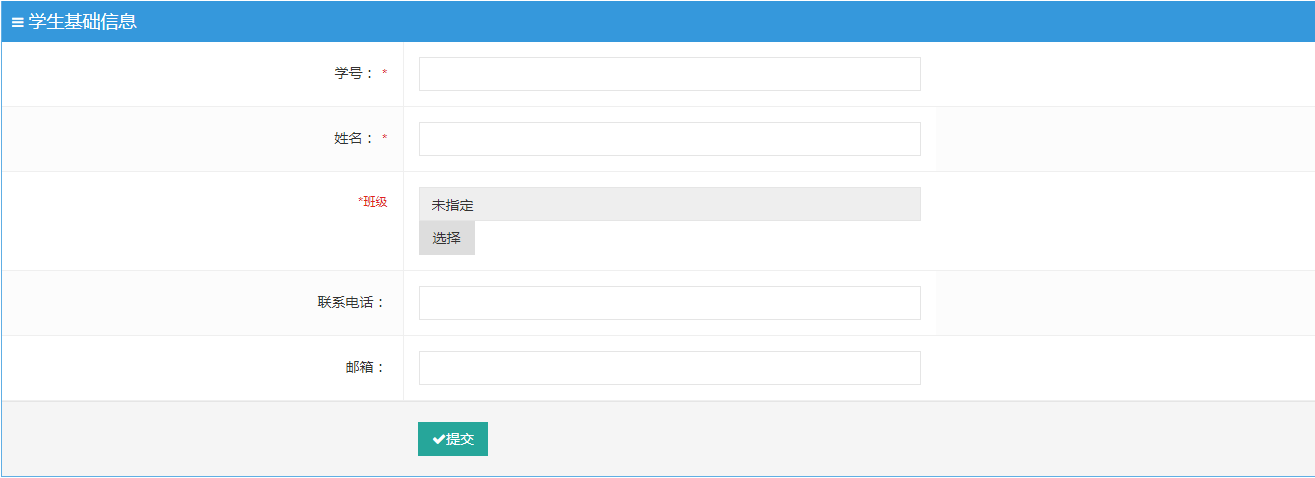 学生基础信息
学号： *
姓名： *
*班级
未指定
选择
联系电话：
邮箱：
提交